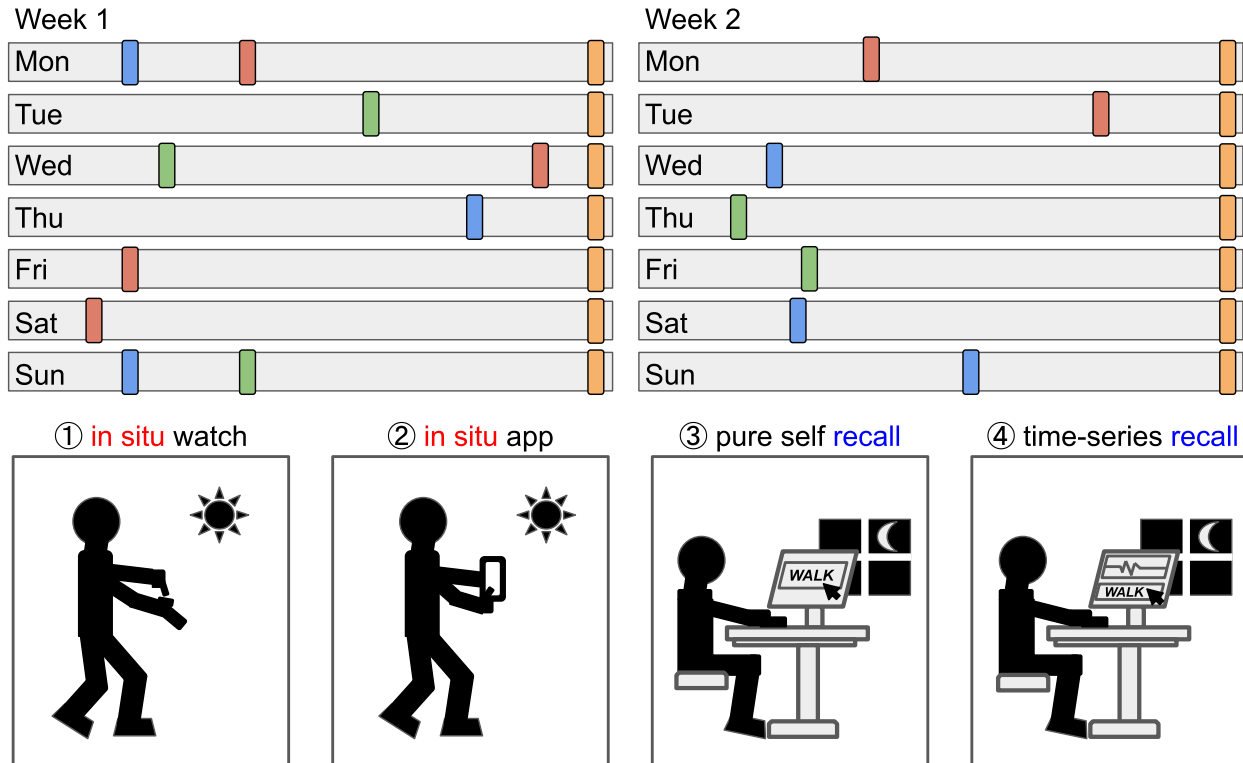 Week 1
Mon
Tue
Wed
Thu
Fri
Sat
Sun
Week 2
Mon
Tue
Wed
Thu
Fri
Sat
Sun
① in situ watch
② in situ app
③ pure self recall
④ time-series recall
WALK
WALK